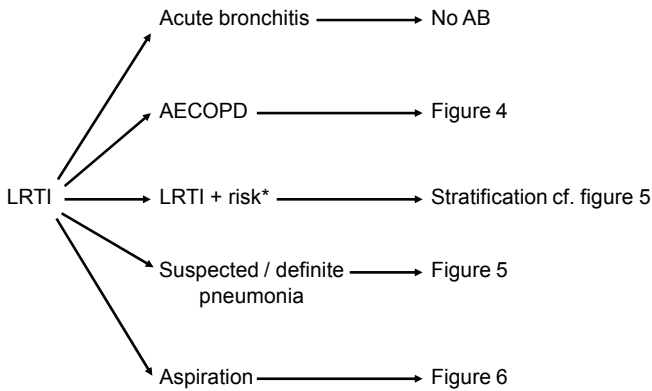 Acute bronchitis No AB
AECOPD Figure 4
LRTI LRTI + risk* Stratification cf. figure 5
Suspected / definite Figure 5
pneumonia
Aspiration Figure 6